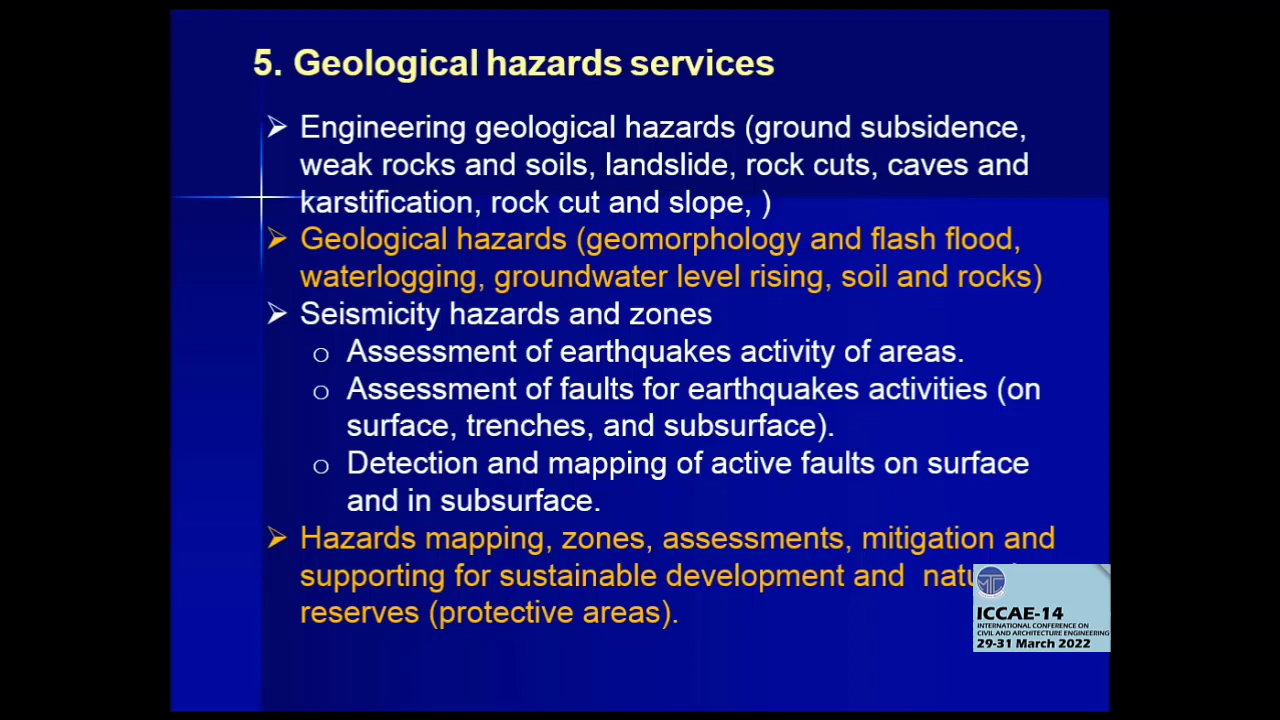 5. Geological hazards services
➢ Engineering geological hazards (ground subsidence,
weak rocks and soils, landslide, rock cuts, caves and
karstification, rock cut and slope, )
➢ Geological hazards (geomorphology and flash flood,
waterlogging, groundwater level rising, soil and rocks)
➢ Seismicity hazards and zones
o Assessment of earthquakes activity of areas.
o Assessment of faults for earthquakes activities (on
surface, trenches, and subsurface).
o Detection and mapping of active faults on surface
and in subsurface.
➢ Hazards mapping, zones, assessments, mitigation and
supporting for sustainable development and
reserves (protective areas).
MTC
ICCAE-14
INTERNATIONAL CONFERENCE ON
CIVIL AND ARCHITECTURE ENGINEERING
29-31 March 2022